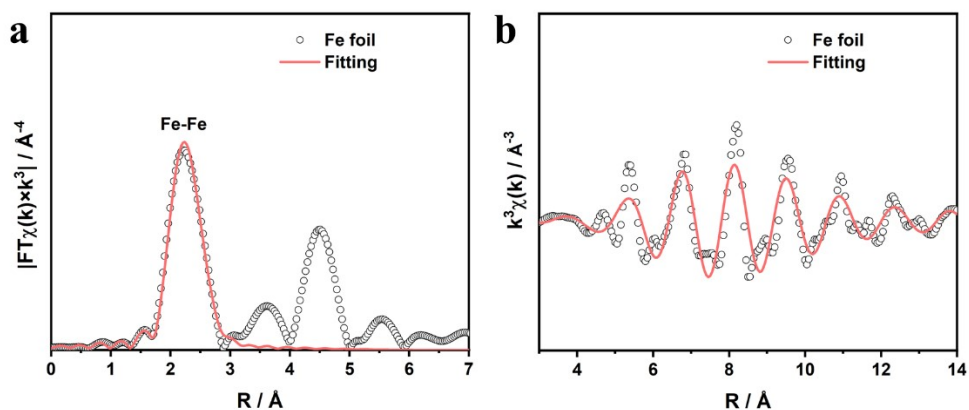 a
Fe foil
Fitting
Fe-Fe
|FTχ(k)×k³| / Å⁻⁴
0 1 2 3 4 5 6 7
R / Å
b
Fe foil
Fitting
k³χ(k) / Å⁻³
4 6 8 10 12 14
R / Å